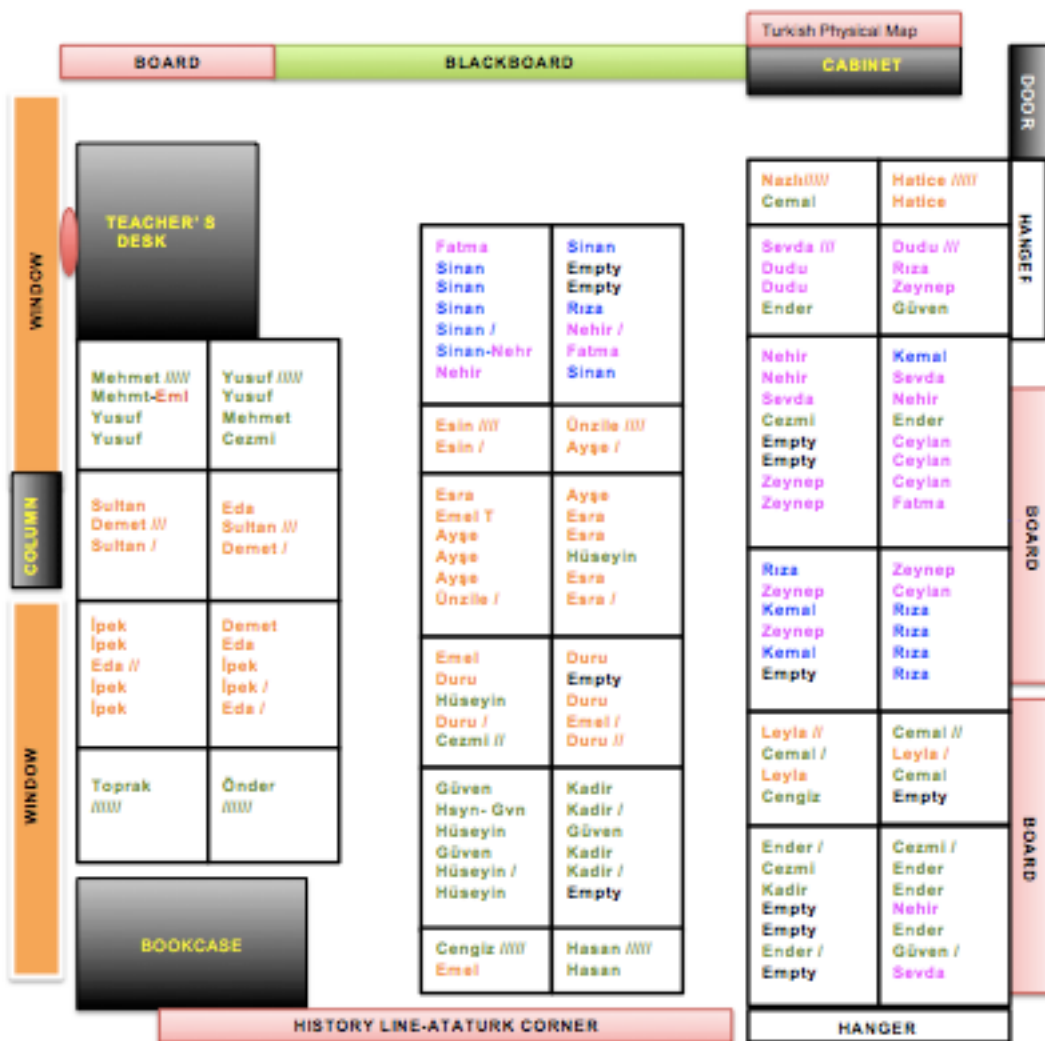 Turkish Physical Map
BOARD
BLACKBOARD
CABINET
DOOR
WINDOW
TEACHER' S
DESK
HANGER
Mehmet /////
Mehmt-Eml
Yusuf
Yusuf
Yusuf /////
Yusuf
Mehmet
Cezmi
COLUMN
Sultan
Demet ///
Sultan /
Eda
Sultan ///
Demet /
WINDOW
İpek
İpek
Eda //
İpek
İpek
Demet
Eda
İpek
İpek /
Eda /
Toprak
//////
Önder
//////
BOOKCASE
Fatma
Sinan
Sinan
Sinan
Sinan /
Sinan-Nehr
Nehir
Sinan
Empty
Empty
Rıza
Nehir /
Fatma
Sinan
Esin ////
Esin /
Ünzile ////
Ayşe /
Esra
Emel T
Ayşe
Ayşe
Ayşe
Ünzile /
Ayşe
Esra
Esra
Hüseyin
Esra
Esra /
Emel
Duru
Hüseyin
Duru /
Cezmi //
Duru
Empty
Duru
Emel /
Duru //
Güven
Hsyn- Gvn
Hüseyin
Güven
Hüseyin /
Hüseyin
Kadir
Kadir /
Güven
Kadir
Kadir /
Empty
Cengiz /////
Emel
Hasan /////
Hasan
Nazlı/////
Cemal
Hatice /////
Hatice
Sevda ///
Dudu
Dudu
Ender
Dudu ///
Rıza
Zeynep
Güven
Nehir
Nehir
Sevda
Cezmi
Empty
Empty
Zeynep
Zeynep
Kemal
Sevda
Nehir
Ender
Ceylan
Ceylan
Ceylan
Fatma
BOARD
Rıza
Zeynep
Kemal
Zeynep
Kemal
Empty
Zeynep
Ceylan
Rıza
Rıza
Rıza
Rıza
Leyla //
Cemal /
Leyla
Cengiz
Cemal //
Leyla /
Cemal
Empty
BOARD
Ender /
Cezmi
Kadir
Empty
Empty
Ender /
Empty
Cezmi /
Ender
Ender
Nehir
Ender
Güven /
Sevda
HISTORY LINE-ATATURK CORNER
HANGER